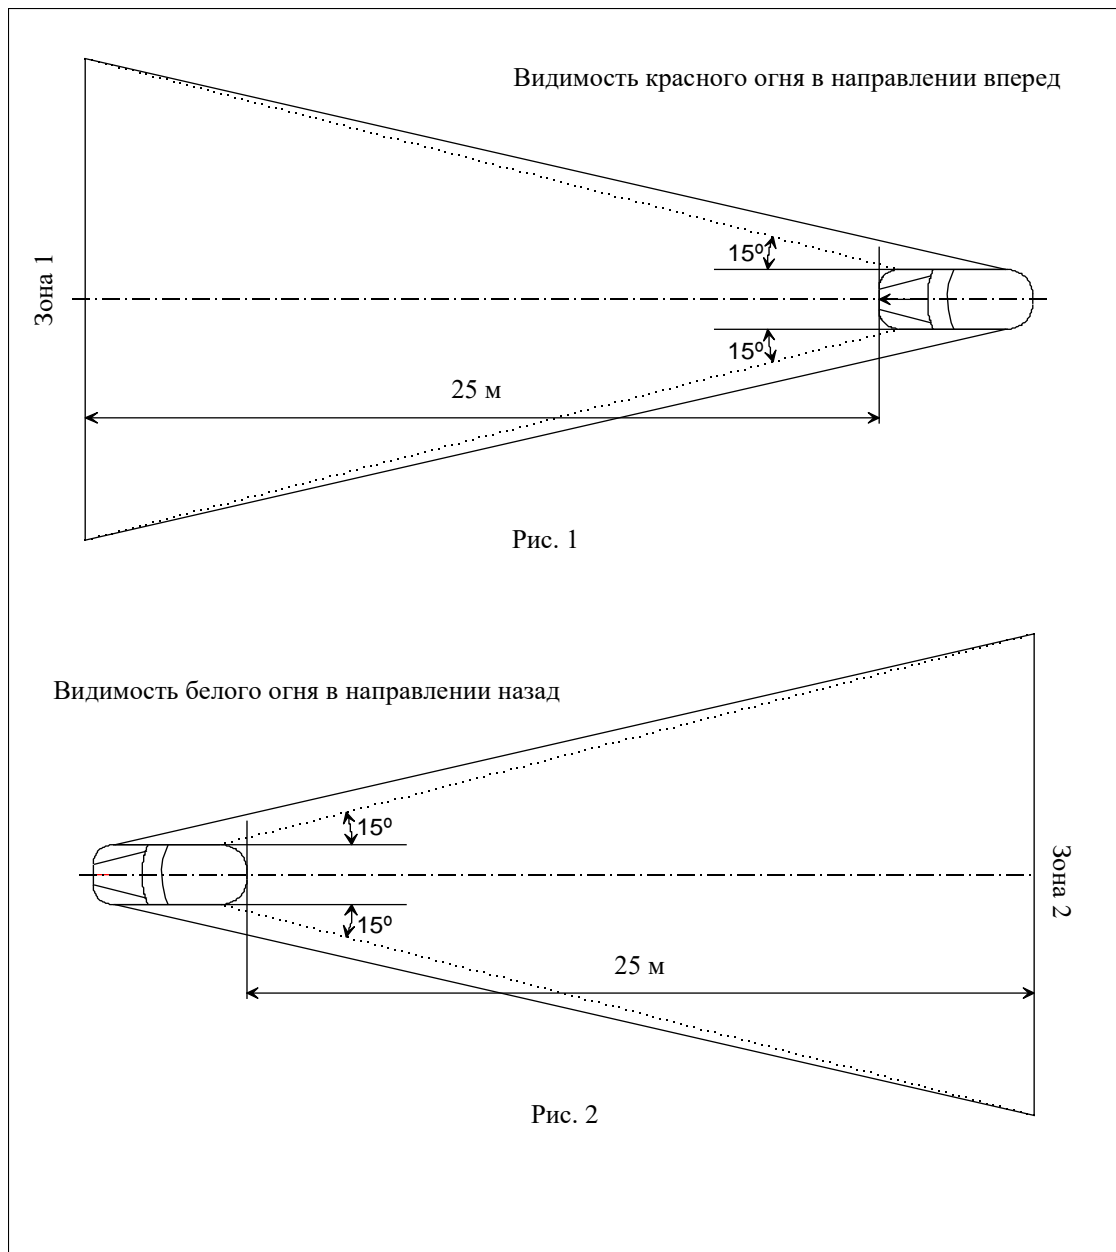 Видимость красного огня в направлении вперед
15º
Зона 1
15º
25 м
Рис. 1
Видимость белого огня в направлении назад
15º
Зона 2
15º
25 м
Рис. 2